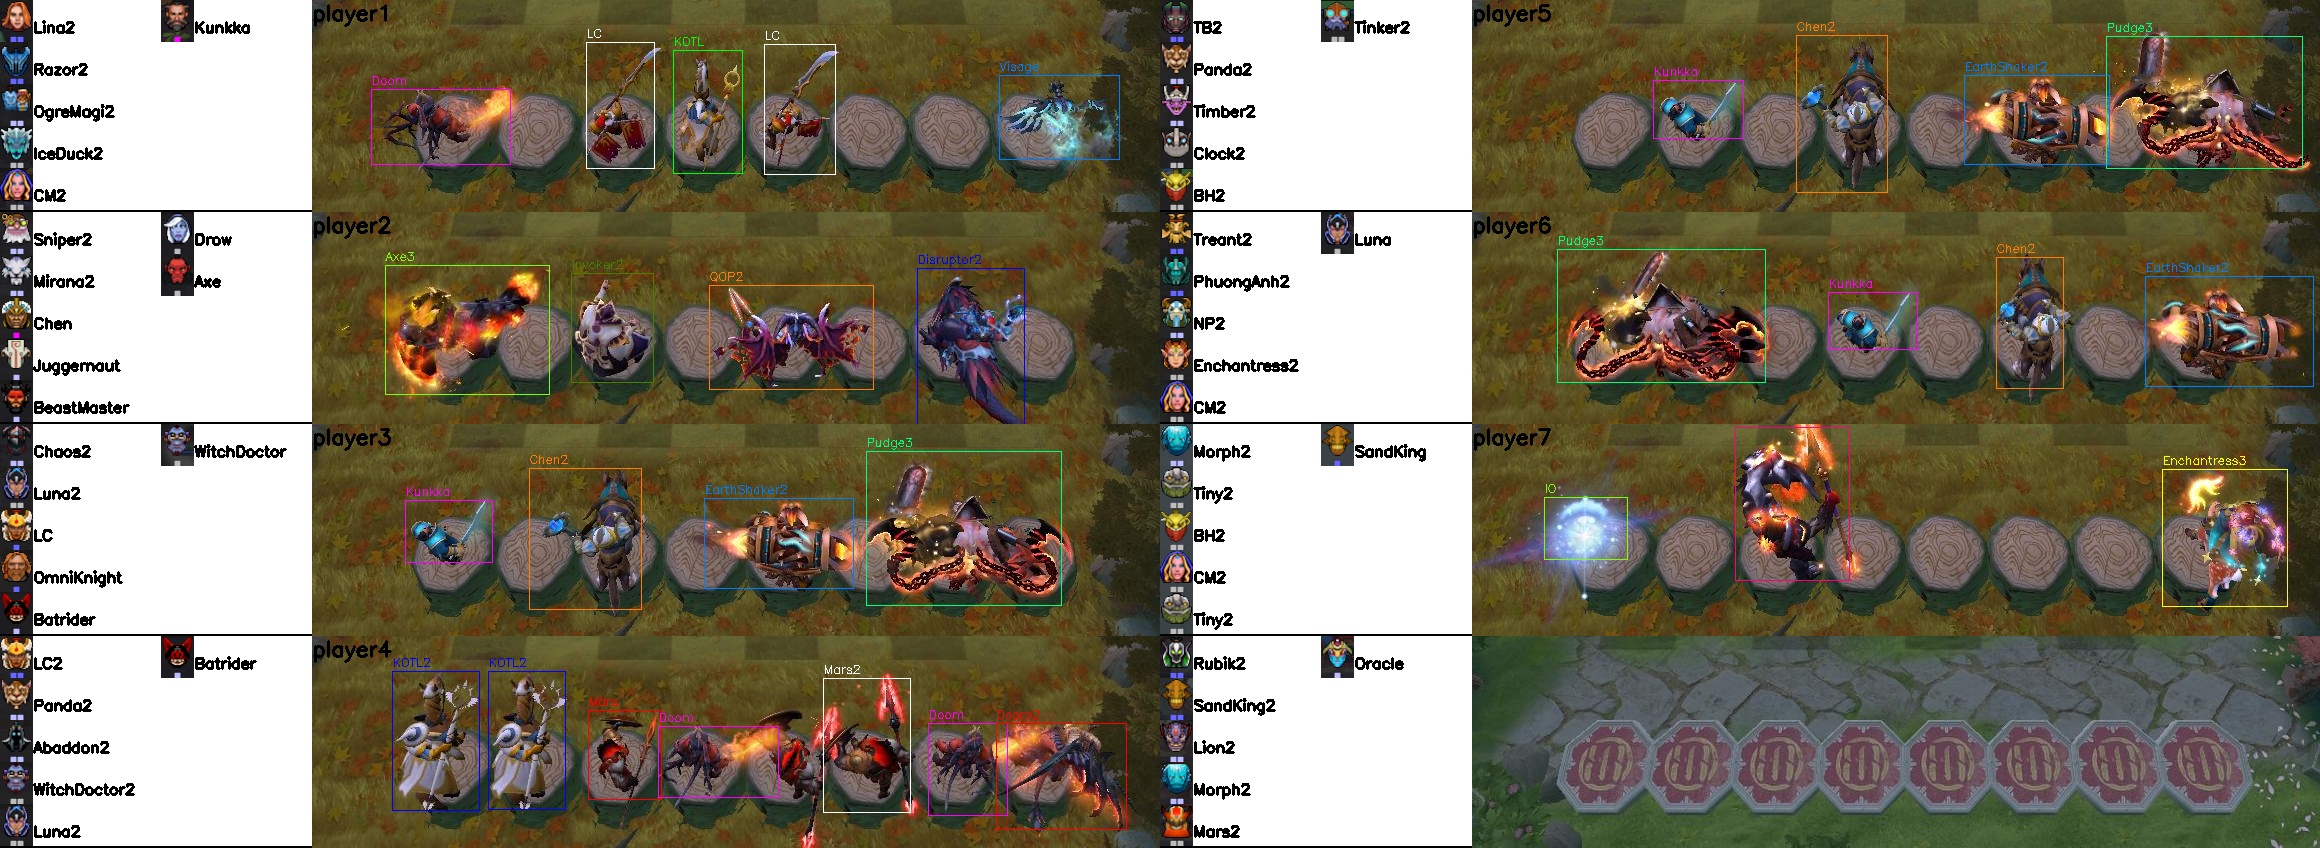 Lina2
Kunkka
Razor2
OgreMagi2
IceDuck2
CM2
player1
Doom
LC
KOTL
LC
Visage
TB2
Tinker2
Panda2
Timber2
Clock2
BH2
player5
Kunkka
Chen2
EarthShaker2
Pudge3
Sniper2
Drow
Mirana2
Axe
Chen
Juggernaut
BeastMaster
player2
Axe3
Invoker2
QOP2
Disruptor2
Treant2
Luna
PhuongAnh2
NP2
Enchantress2
CM2
player6
Pudge3
Kunkka
Chen2
EarthShaker2
Chaos2
WitchDoctor
Luna2
LC
OmniKnight
Batrider
player3
Kunkka
Chen2
EarthShaker2
Pudge3
Morph2
SandKing
Tiny2
BH2
CM2
Tiny2
player7
IO
Enchantress3
LC2
Batrider
Panda2
Abaddon2
WitchDoctor2
Luna2
player4
KOTL2
KOTL2
Mars
Doom
Mars2
Doom
Rubik2
Oracle
SandKing2
Lion2
Morph2
Mars2